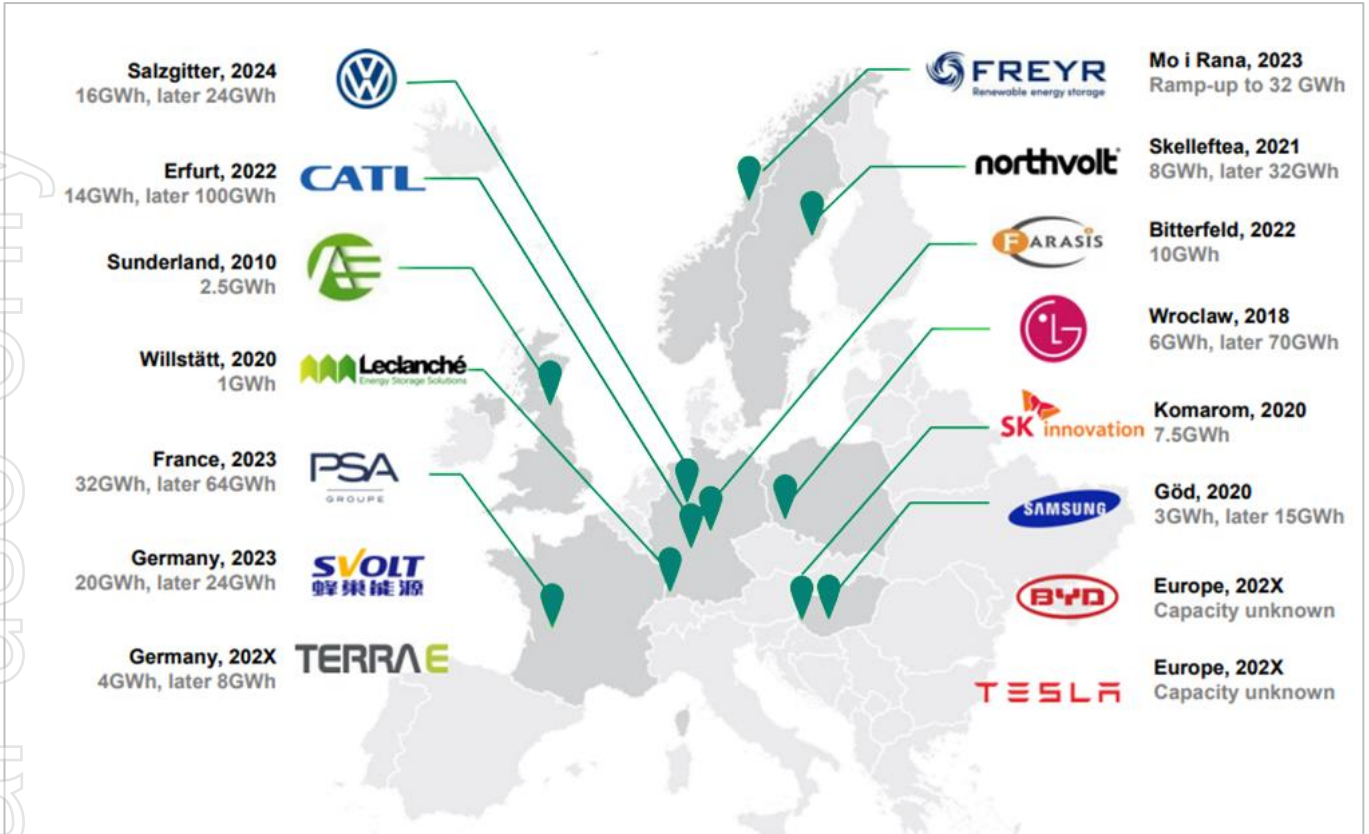 Salzgitter, 2024
16GWh, later 24GWh
Erfurt, 2022
14GWh, later 100GWh
CATL
Sunderland, 2010
2.5GWh
Willstätt, 2020
1GWh
Leclanché
Energy Storage Solutions
France, 2023
32GWh, later 64GWh
PSA
GROUPE
Germany, 2023
20GWh, later 24GWh
SVOLT
蜂巢能源
Germany, 202X
4GWh, later 8GWh
TERRA E
FREYR
Renewable energy storage
Mo i Rana, 2023
Ramp-up to 32 GWh
northvolt
Skelleftea, 2021
8GWh, later 32GWh
FARASIS
Bitterfeld, 2022
10GWh
LG
Wroclaw, 2018
6GWh, later 70GWh
SK innovation
Komarom, 2020
7.5GWh
SAMSUNG
Göd, 2020
3GWh, later 15GWh
BYD
Europe, 202X
Capacity unknown
TESLA
Europe, 202X
Capacity unknown